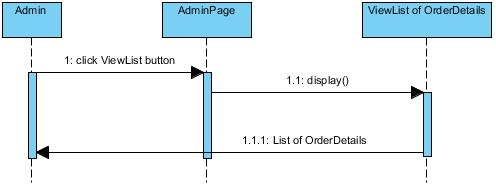 Admin
AdminPage
ViewList of OrderDetails
1: click ViewList button
1.1: display()
1.1.1: List of OrderDetails